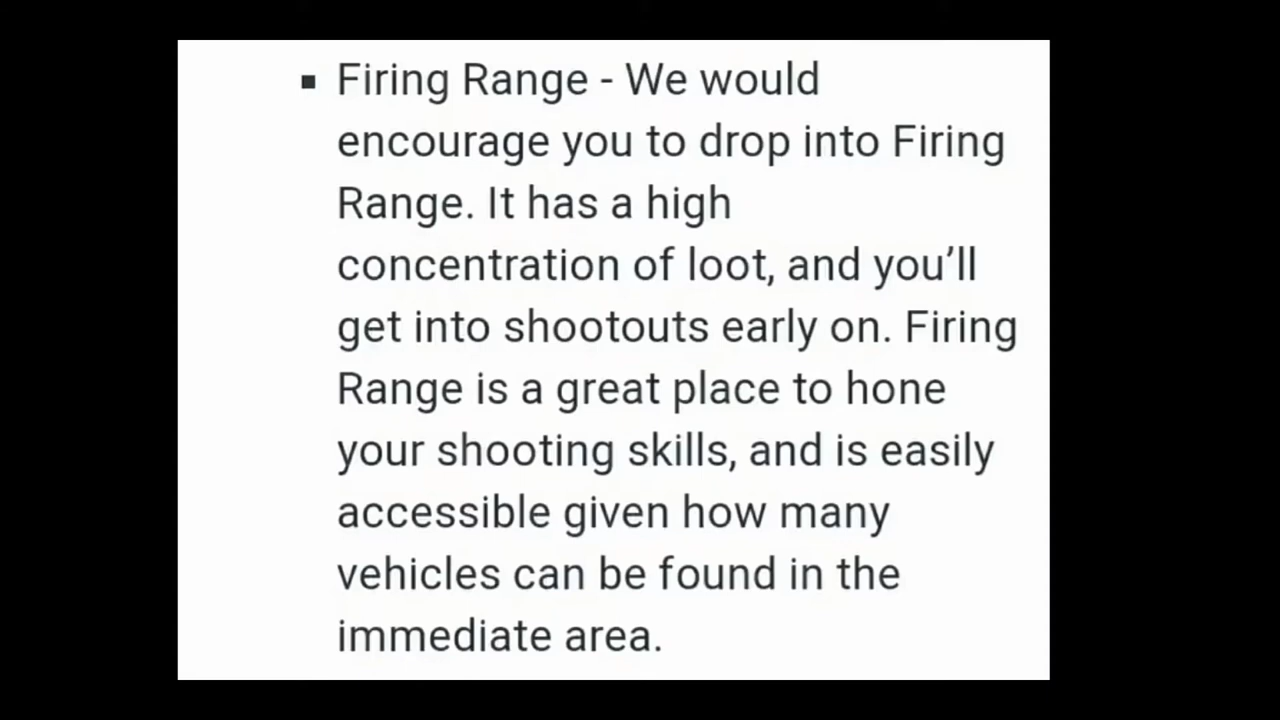 ▪ Firing Range - We would
encourage you to drop into Firing
Range. It has a high
concentration of loot, and you’ll
get into shootouts early on. Firing
Range is a great place to hone
your shooting skills, and is easily
accessible given how many
vehicles can be found in the
immediate area.